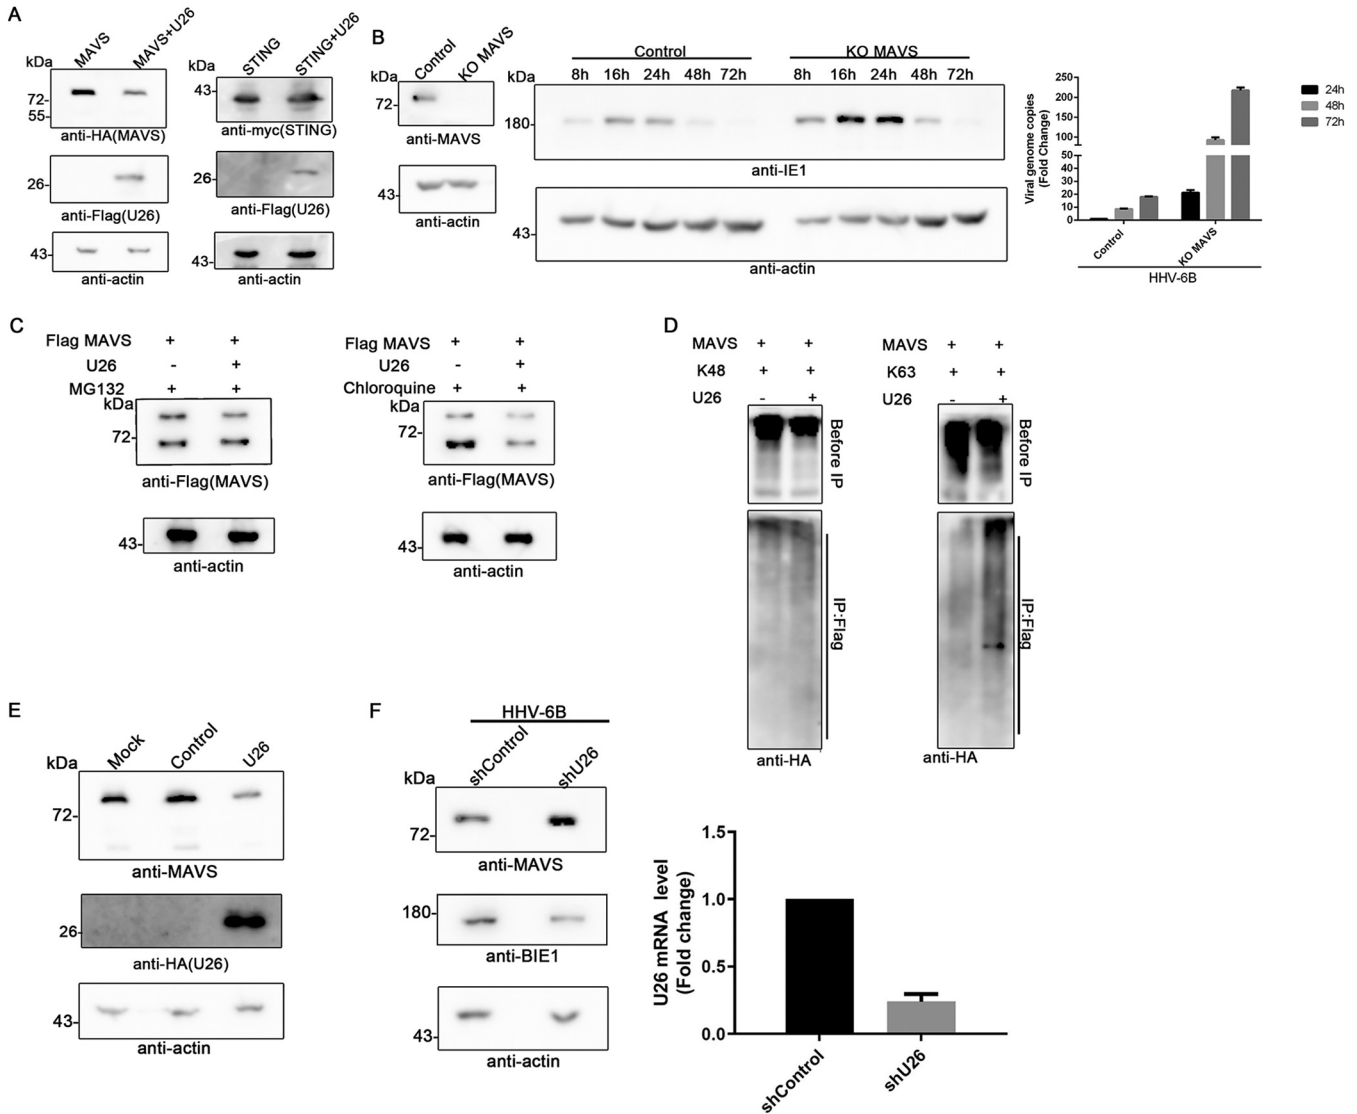 A
kDa
MAVS
MAVS+U26
72-
55-
anti-HA(MAVS)
26-
anti-Flag(U26)
43-
anti-actin
STING
STING+U26
43-
anti-myc(STING)
26-
anti-Flag(U26)
43-
anti-actin
B
kDa
Control
KO MAVS
72-
anti-MAVS
43-
anti-actin
Control
KO MAVS
kDa
8h 16h 24h 48h 72h 8h 16h 24h 48h 72h
180-
anti-IE1
43-
anti-actin
Viral genome copies
(Fold Change)
250
200
150
100
50
40
30
20
10
0
Control
KO MAVS
HHV-6B
24h
48h
72h
C
Flag MAVS + +
U26 - +
MG132 + +
kDa
72-
anti-Flag(MAVS)
43-
anti-actin
Flag MAVS + +
U26 - +
Chloroquine + +
kDa
72-
anti-Flag(MAVS)
43-
anti-actin
D
MAVS + +
K48 + +
U26 - +
Before IP
IP:Flag
anti-HA
MAVS + +
K63 + +
U26 - +
Before IP
IP:Flag
anti-HA
E
kDa
Mock
Control
U26
72-
anti-MAVS
26-
anti-HA(U26)
43-
anti-actin
F
HHV-6B
kDa
shControl
shU26
72-
anti-MAVS
180-
anti-BIE1
43-
anti-actin
U26 mRNA level
(Fold change)
1.5
1.0
0.5
0.0
shControl
shU26